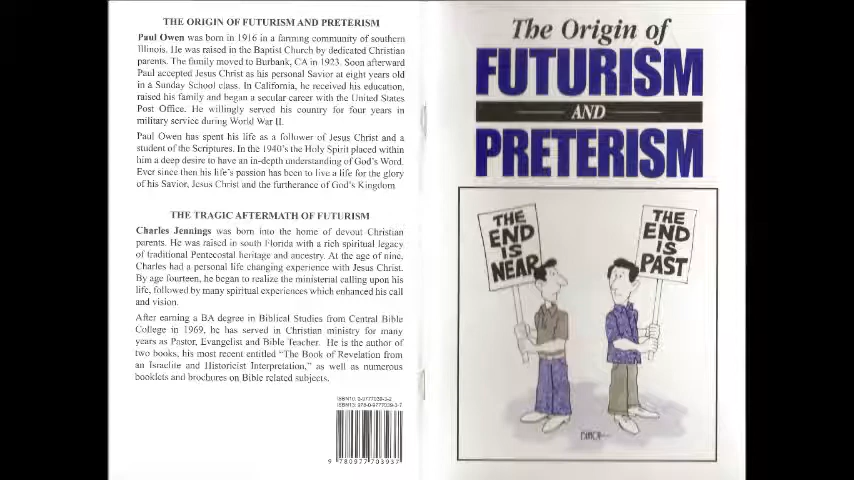 THE ORIGIN OF FUTURISM AND PRETERISM
Paul Owen was born in 1916 in a farming community of southern
Illinois. He was raised in the Baptist Church by dedicated Christian
parents. The family moved to Burbank, CA in 1923. Soon afterward
Paul accepted Jesus Christ as his personal Savior at eight years old
in a Sunday School class. In California, he received his education,
raised his family and began a secular career with the United States
Post Office. He willingly served his country for four years in
military service during World War II.
Paul Owen has spent his life as a follower of Jesus Christ and a
student of the Scriptures. In the 1940's the Holy Spirit placed within
him a deep desire to have an in-depth understanding of God's Word.
Ever since then his life's passion has been to live a life for the glory
of his Savior, Jesus Christ and the furtherance of God's Kingdom
THE TRAGIC AFTERMATH OF FUTURISM
Charles Jennings was born into the home of devout Christian
parents. He was raised in south Florida with a rich spiritual legacy
of traditional Pentecostal heritage and ancestry. At the age of nine,
Charles had a personal life changing experience with Jesus Christ.
By age fourteen, he began to realize the ministerial calling upon his
life, followed by many spiritual experiences which enhanced his call
and vision.
After earning a BA degree in Biblical Studies from Central Bible
College in 1969, he has served in Christian ministry for many
years as Pastor, Evangelist and Bible Teacher. He is the author of
two books, his most recent entitled "The Book of Revelation from
an Israelite and Historicist Interpretation," as well as numerous
booklets and brochures on Bible related subjects.
ISBN10: 0-9777039-3-2
ISBN13: 978-0-9777039-3-7
9 780977 703937
The Origin of
FUTURISM
AND
PRETERISM
THE
END
IS
NEAR
THE
END
IS
PAST